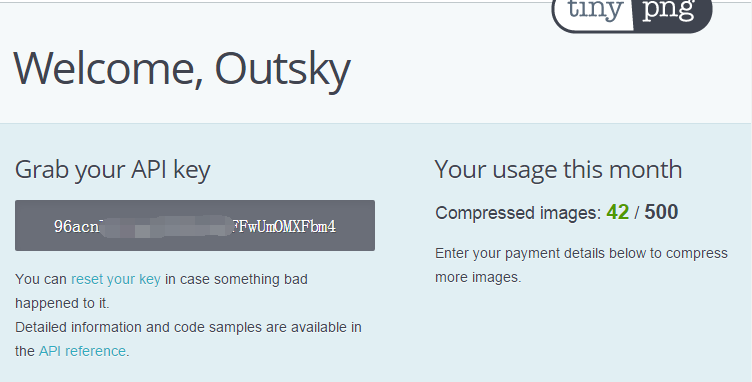 tiny png
Welcome, Outsky
Grab your API key
96acn FFwUmOMXFbm4
You can reset your key in case something bad
happened to it.
Detailed information and code samples are available in
the API reference.
Your usage this month
Compressed images: 42 / 500
Enter your payment details below to compress
more images.